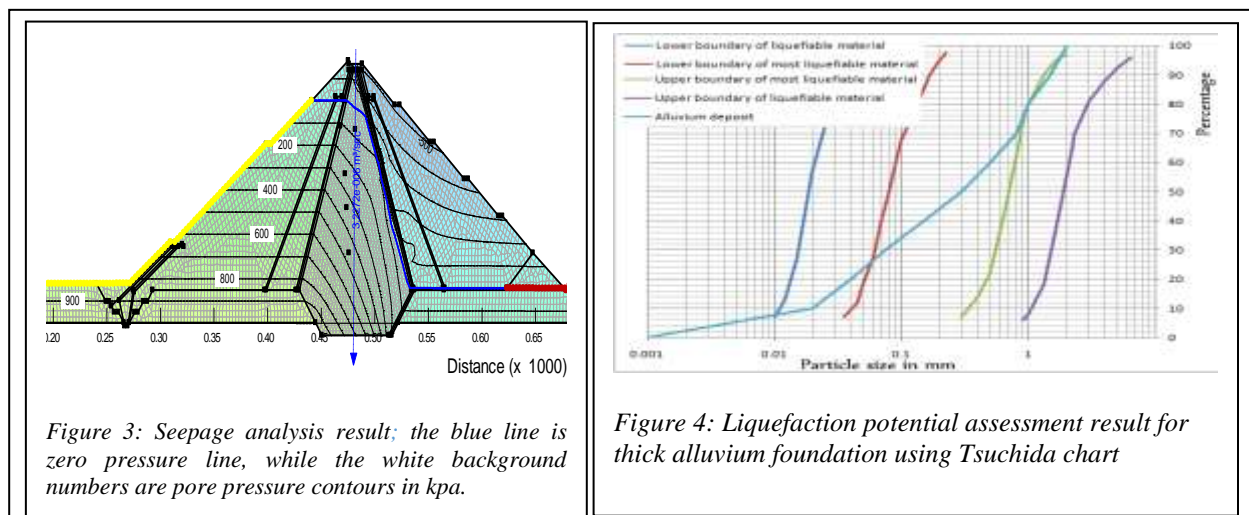 200
400
600
800
900
500
0.20 0.25 0.30 0.35 0.40 0.45 0.50 0.55 0.60 0.65
Distance (x 1000)
Figure 3: Seepage analysis result; the blue line is
zero pressure line, while the white background
numbers are pore pressure contours in kpa.
Lower boundary of liquefiable material
Lower boundary of most liquefiable material
Upper boundary of most liquefiable material
Upper boundary of liquefiable material
Alluvium deposit
100
90
80
70
60
50
40
30
20
10
0
Percentage
0.001 0.01 0.1 1
Particle size in mm
Figure 4: Liquefaction potential assessment result for
thick alluvium foundation using Tsuchida chart